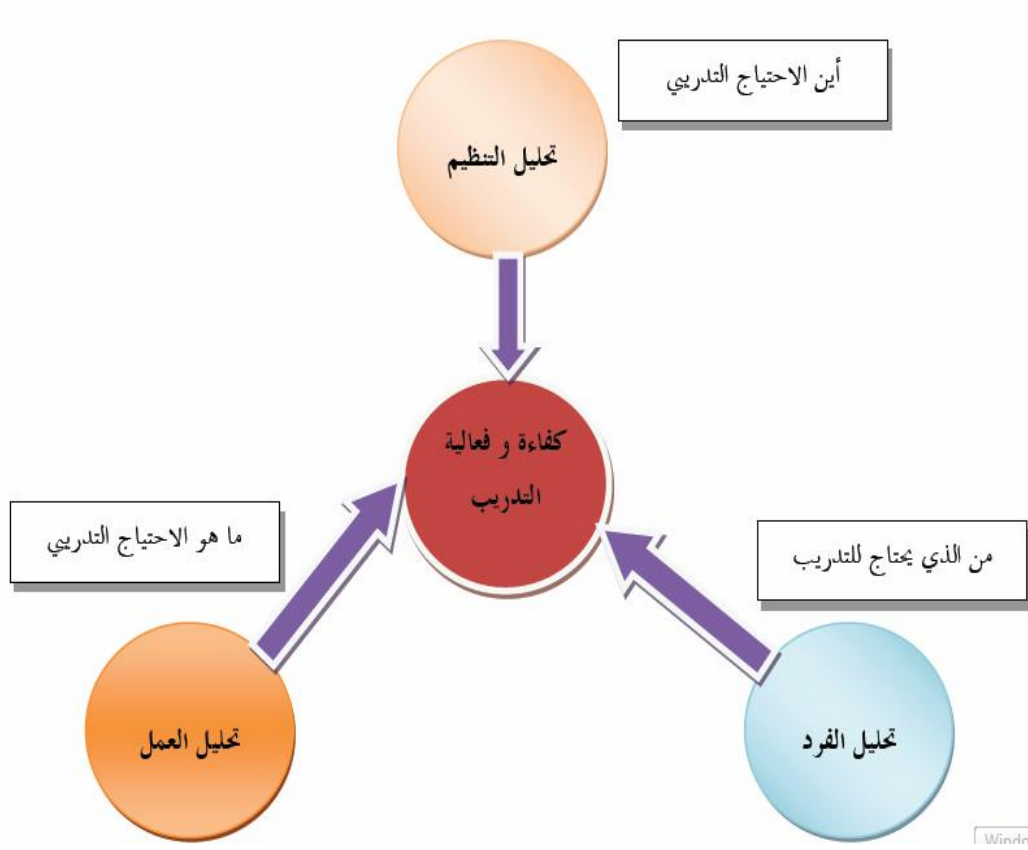 أين الاحتياج التدريبي
تحليل التنظيم
كفاءة و فعالية
التدريب
ما هو الاحتياج التدريبي
من الذي يحتاج للتدريب
تحليل العمل
تحليل الفرد